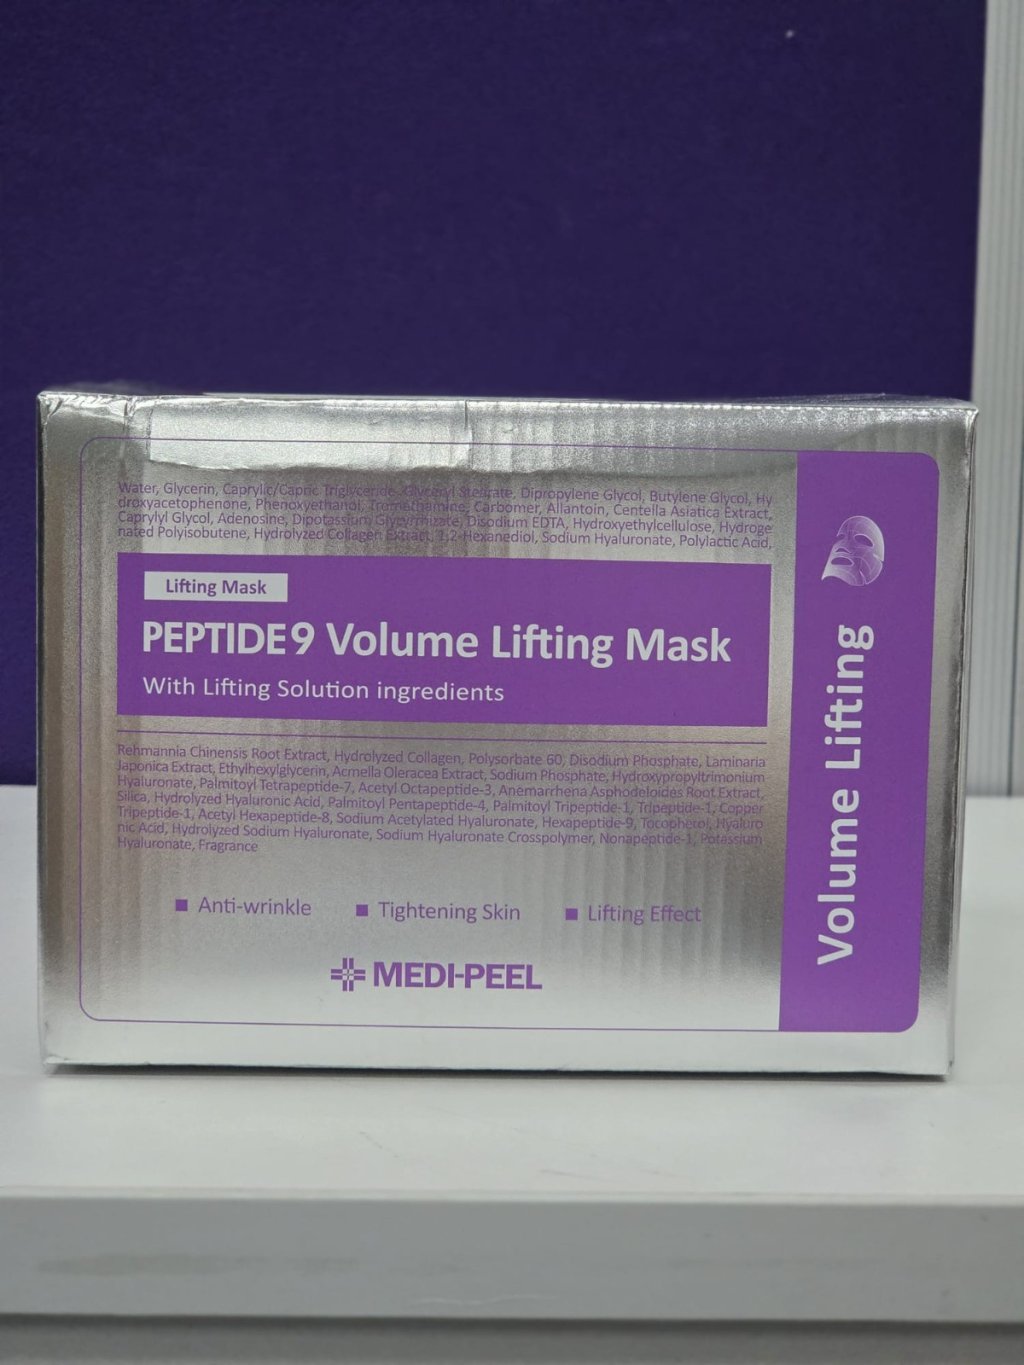 Water, Glycerin, Caprylic/Capric Triglyceride, Glyceryl Stearate, Dipropylene Glycol, Butylene Glycol, Hy
droxyacetophenone, Phenoxyethanol, Tromethamine, Carbomer, Allantoin, Centella Asiatica Extract,
Caprylyl Glycol, Adenosine, Dipotassium Glycyrrhizate, Disodium EDTA, Hydroxyethylcellulose, Hydroge
nated Polyisobutene, Hydrolyzed Collagen Extract, 1,2-Hexanediol, Sodium Hyaluronate, Polylactic Acid,
Lifting Mask
PEPTIDE9 Volume Lifting Mask
With Lifting Solution ingredients
Rehmannia Chinensis Root Extract, Hydrolyzed Collagen, Polysorbate 60, Disodium Phosphate, Laminaria
Japonica Extract, Ethylhexylglycerin, Acmella Oleracea Extract, Sodium Phosphate, Hydroxypropyltrimonium
Hyaluronate, Palmitoyl Tetrapeptide-7, Acetyl Octapeptide-3, Anemarrhena Asphodeloides Root Extract,
Silica, Hydrolyzed Hyaluronic Acid, Palmitoyl Pentapeptide-4, Palmitoyl Tripeptide-1, Tripeptide-1, Copper
Tripeptide-1, Acetyl Hexapeptide-8, Sodium Acetylated Hyaluronate, Hexapeptide-9, Tocopherol, Hyaluro
nic Acid, Hydrolyzed Sodium Hyaluronate, Sodium Hyaluronate Crosspolymer, Nonapeptide-1, Potassium
Hyaluronate, Fragrance
■ Anti-wrinkle ■ Tightening Skin ■ Lifting Effect
MEDI-PEEL
Volume Lifting